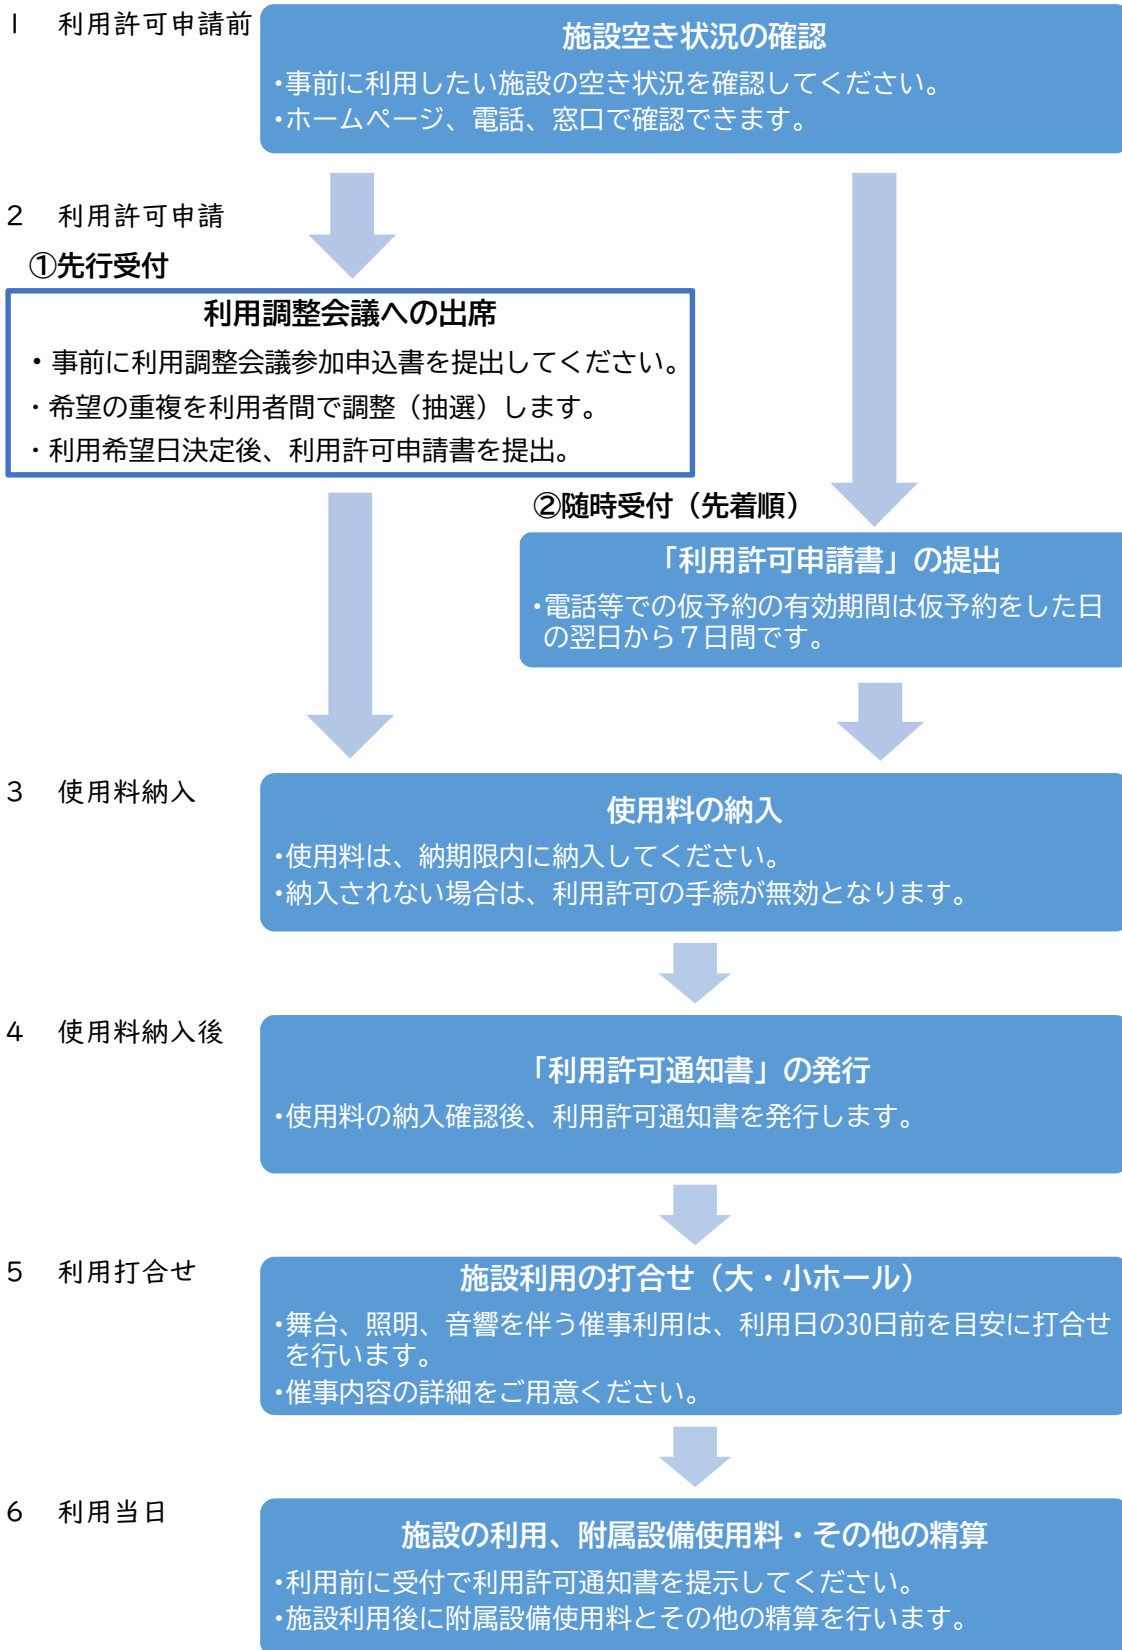 1 利用許可申請前
施設空き状況の確認
・事前に利用したい施設の空き状況を確認してください。
・ホームページ、電話、窓口で確認できます。
2 利用許可申請
①先行受付
利用調整会議への出席
・事前に利用調整会議参加申込書を提出してください。
・希望の重複を利用者間で調整（抽選）します。
・利用希望日決定後、利用許可申請書を提出。
②随時受付（先着順）
「利用許可申請書」の提出
・電話等での仮予約の有効期間は仮予約をした日
の翌日から７日間です。
3 使用料納入
使用料の納入
・使用料は、納期限内に納入してください。
・納入されない場合は、利用許可の手続が無効となります。
4 使用料納入後
「利用許可通知書」の発行
・使用料の納入確認後、利用許可通知書を発行します。
5 利用打合せ
施設利用の打合せ（大・小ホール）
・舞台、照明、音響を伴う催事利用は、利用日の30日前を目安に打合せ
を行います。
・催事内容の詳細をご用意ください。
6 利用当日
施設の利用、附属設備使用料・その他の精算
・利用前に受付で利用許可通知書を提示してください。
・施設利用後に附属設備使用料とその他の精算を行います。